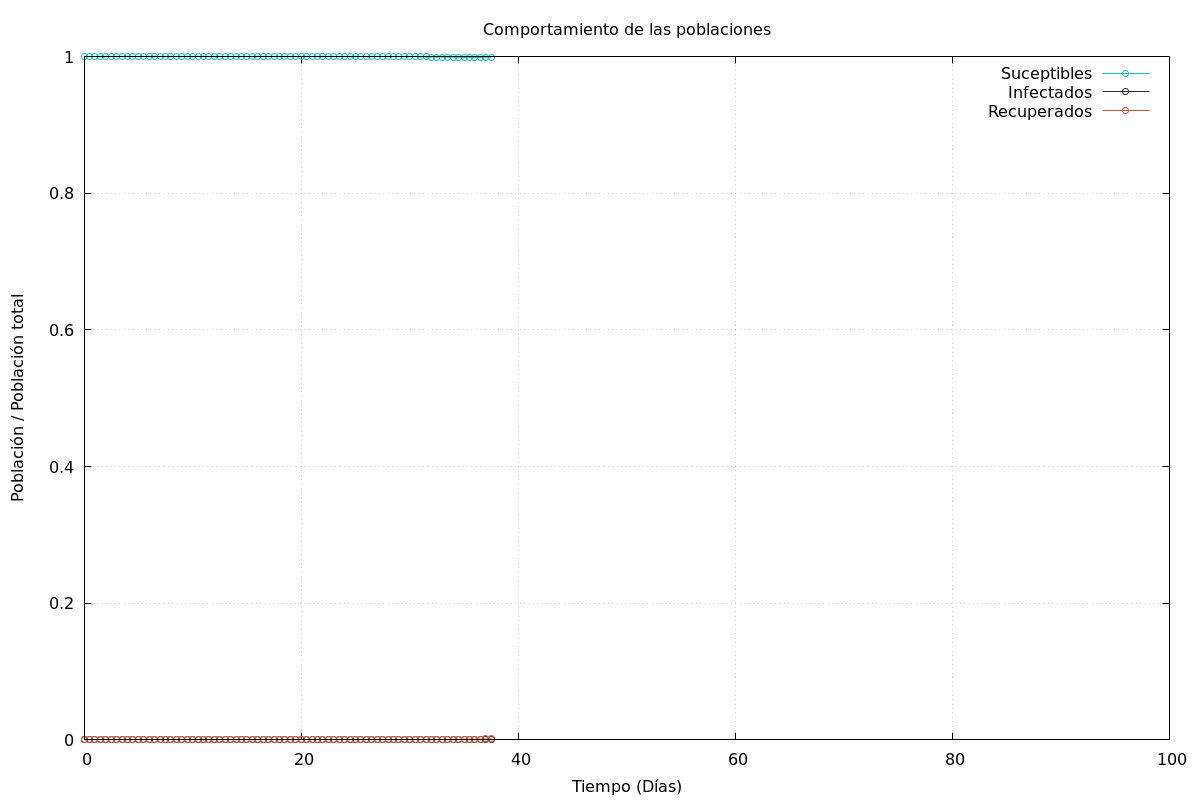 Comportamiento de las poblaciones
1
0.8
0.6
0.4
0.2
0
Suceptibles
Infectados
Recuperados
Población / Población total
0 20 40 60 80 100
Tiempo (Días)